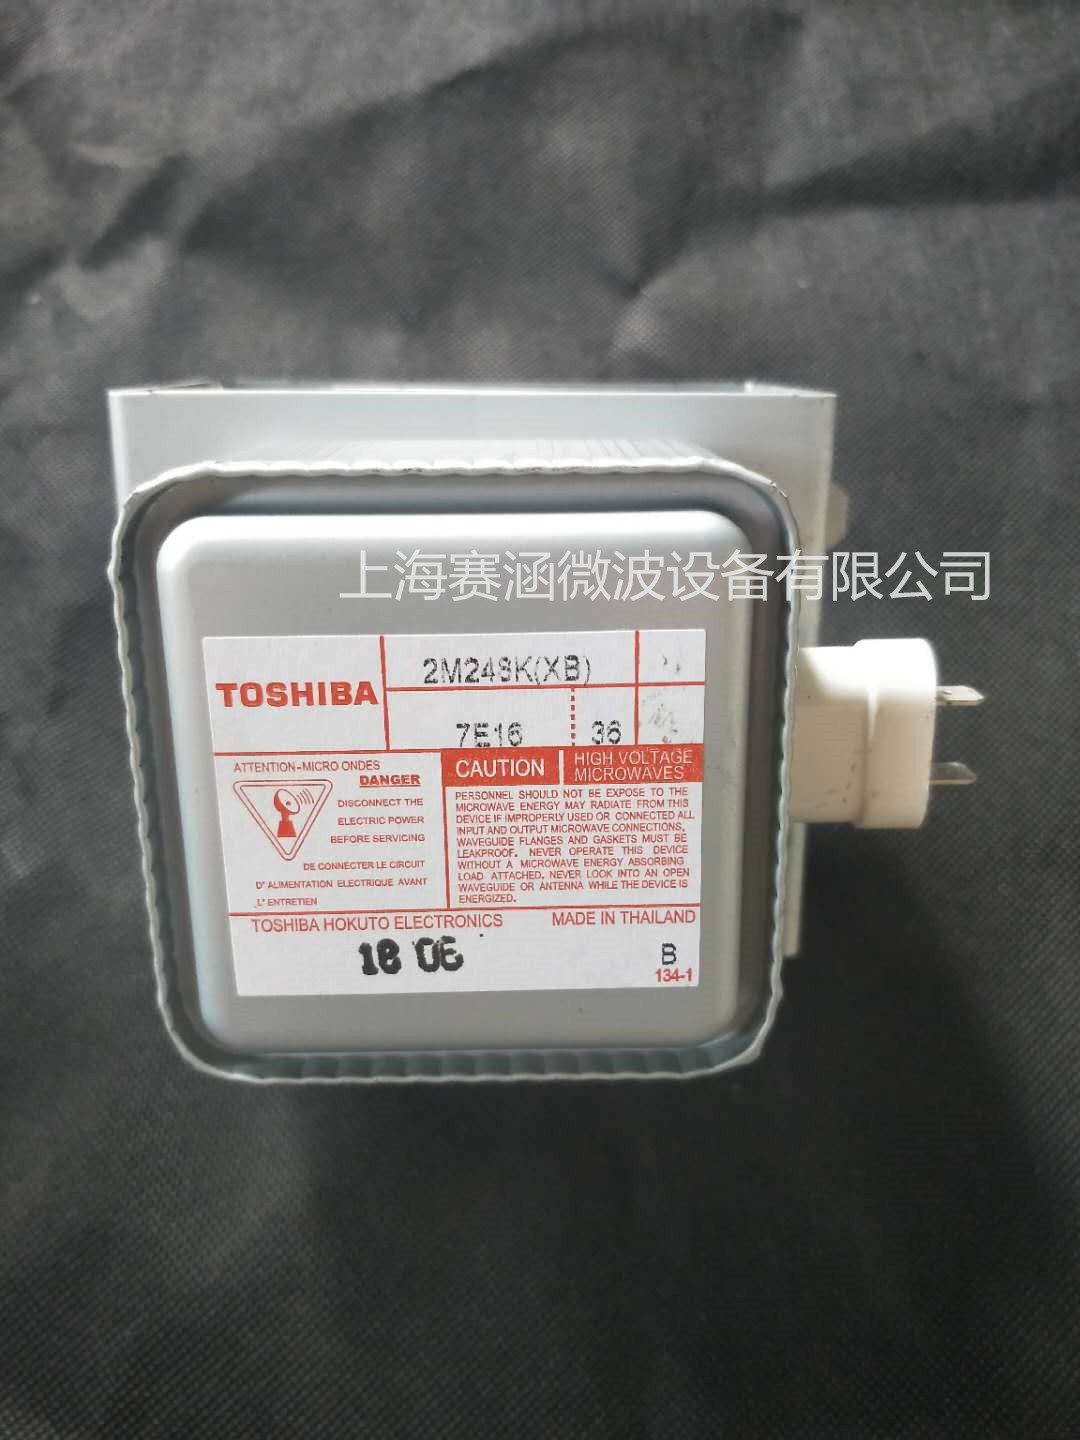 上海赛涵微波设备有限公司
TOSHIBA
2M248K(XB)
7E16
36
ATTENTION-MICRO ONDES
DANGER
DISCONNECT THE
ELECTRIC POWER
BEFORE SERVICING
DE CONNECTER LE CIRCUIT
D' ALIMENTATION ELECTRIQUE AVANT
L' ENTRETIEN
CAUTION
HIGH VOLTAGE
MICROWAVES
PERSONNEL SHOULD NOT BE EXPOSE TO THE
MICROWAVE ENERGY MAY RADIATE FROM THIS
DEVICE IF IMPROPERLY USED OR CONNECTED ALL
INPUT AND OUTPUT MICROWAVE CONNECTIONS,
WAVEGUIDE FLANGES AND GASKETS MUST BE
LEAKPROOF. NEVER OPERATE THIS DEVICE
WITHOUT A MICROWAVE ENERGY ABSORBING
LOAD ATTACHED. NEVER LOOK INTO AN OPEN
WAVEGUIDE OR ANTENNA WHILE THE DEVICE IS
ENERGIZED.
TOSHIBA HOKUTO ELECTRONICS
MADE IN THAILAND
18 06
B
134-1